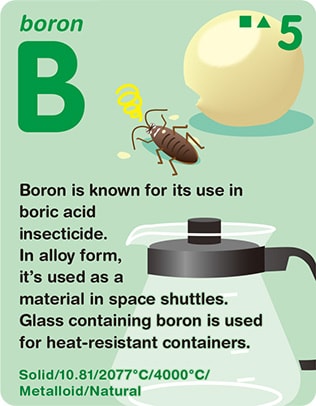 boron
■▲5
B
Boron is known for its use in
boric acid
insecticide.
In alloy form,
it's used as a
material in space shuttles.
Glass containing boron is used
for heat-resistant containers.
Solid/10.81/2077°C/4000°C/
Metalloid/Natural